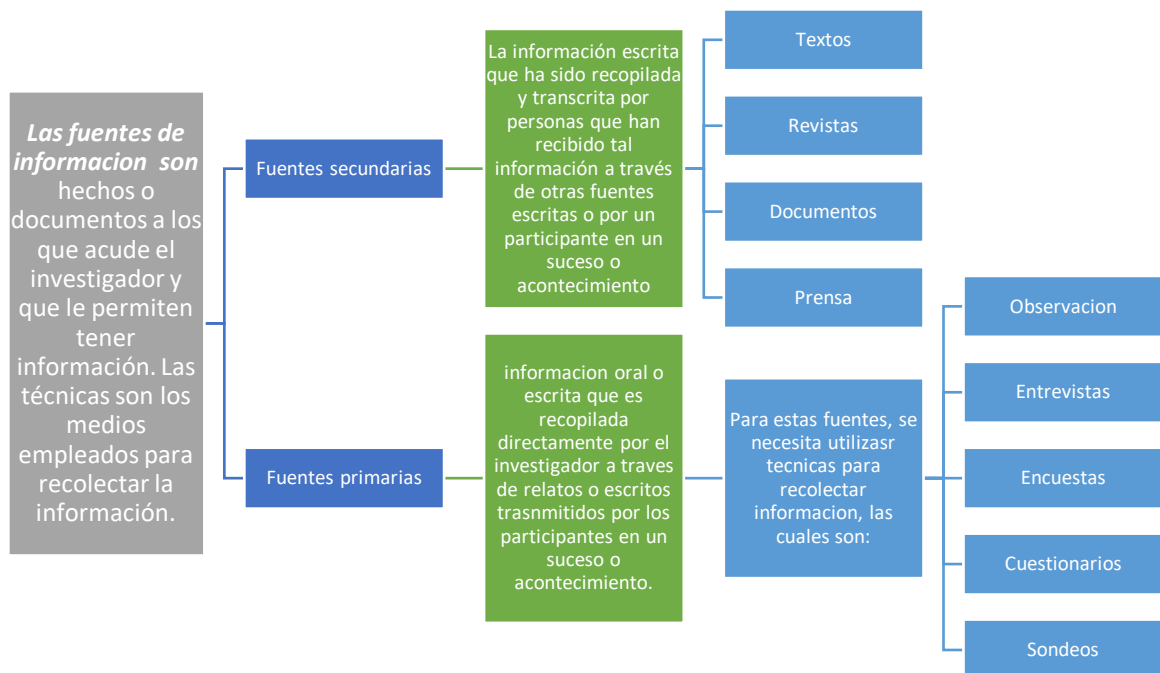 Las fuentes de
informacion son
hechos o
documentos a los
que acude el
investigador y
que le permiten
tener
información. Las
técnicas son los
medios
empleados para
recolectar la
información.
Fuentes secundarias
La información escrita
que ha sido recopilada
y transcrita por
personas que han
recibido tal
información a través
de otras fuentes
escritas o por un
participante en un
suceso o
acontecimiento
Textos
Revistas
Documentos
Prensa
Fuentes primarias
informacion oral o
escrita que es
recopilada
directamente por el
investigador a traves
de relatos o escritos
trasnmitidos por los
participantes en un
suceso o
acontecimiento.
Para estas fuentes, se
necesita utilizasr
tecnicas para
recolectar
informacion, las
cuales son:
Observacion
Entrevistas
Encuestas
Cuestionarios
Sondeos